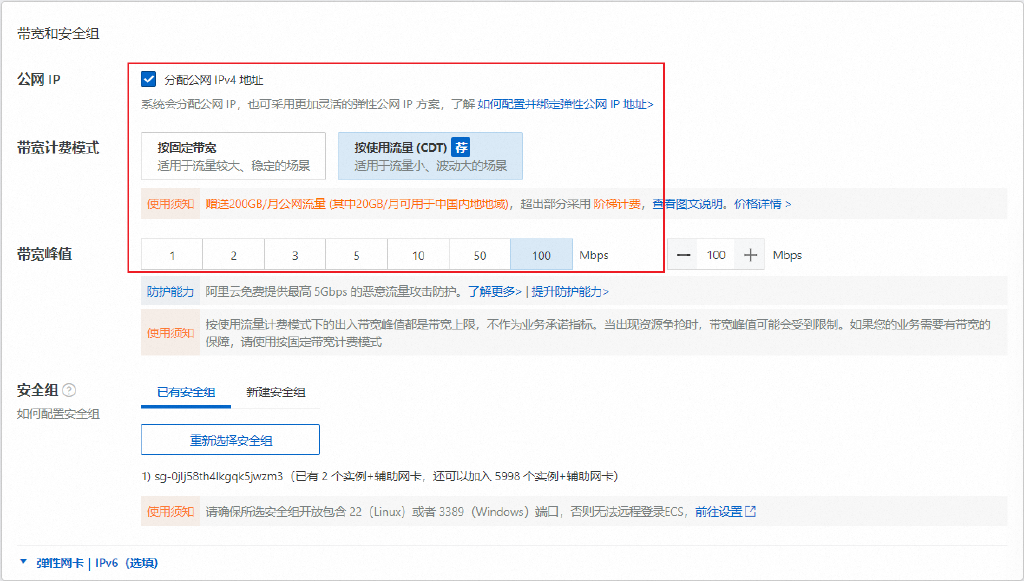 带宽和安全组
公网 IP
分配公网 IPv4 地址
系统会分配公网 IP，也可采用更加灵活的弹性公网 IP 方案，了解 如何配置并绑定弹性公网 IP 地址>
带宽计费模式
按固定带宽
适用于流量较大、稳定的场景
按使用流量 (CDT) 荐
适用于流量小、波动大的场景
使用须知 赠送200GB/月公网流量 (其中20GB/月可用于中国内地地域)，超出部分采用 阶梯计费，查看图文说明。价格详情 >
带宽峰值
1 2 3 5 10 50 100 Mbps — 100 + Mbps
防护能力 阿里云免费提供最高 5Gbps 的恶意流量攻击防护。了解更多> | 提升防护能力>
使用须知 按使用流量计费模式下的出入带宽峰值都是带宽上限，不作为业务承诺指标。当出现资源争抢时，带宽峰值可能会受到限制。如果您的业务需要有带宽的
保障，请使用按固定带宽计费模式
安全组 ?
如何配置安全组
已有安全组 新建安全组
重新选择安全组
1) sg-0jlj58th4lkgqk5jwzm3（已有 2 个实例+辅助网卡，还可以加入 5998 个实例+辅助网卡）
使用须知 请确保所选安全组开放包含 22（Linux）或者 3389（Windows）端口，否则无法远程登录ECS，前往设置
弹性网卡 | IPv6（选填）